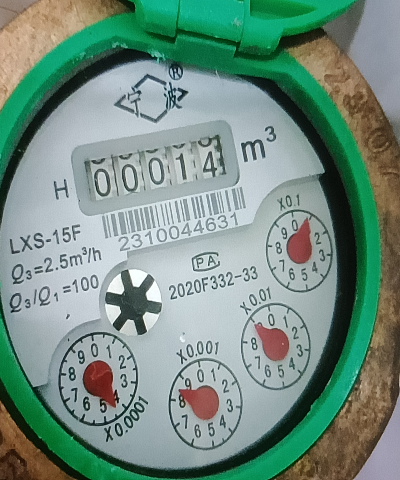 宁波®
00014 m³
H
2310044631
LXS-15F
Q₃=2.5m³/h
Q₃/Q₁=100
PA
2020F332-33
X0.1
X0.01
X0.001
X0.0001